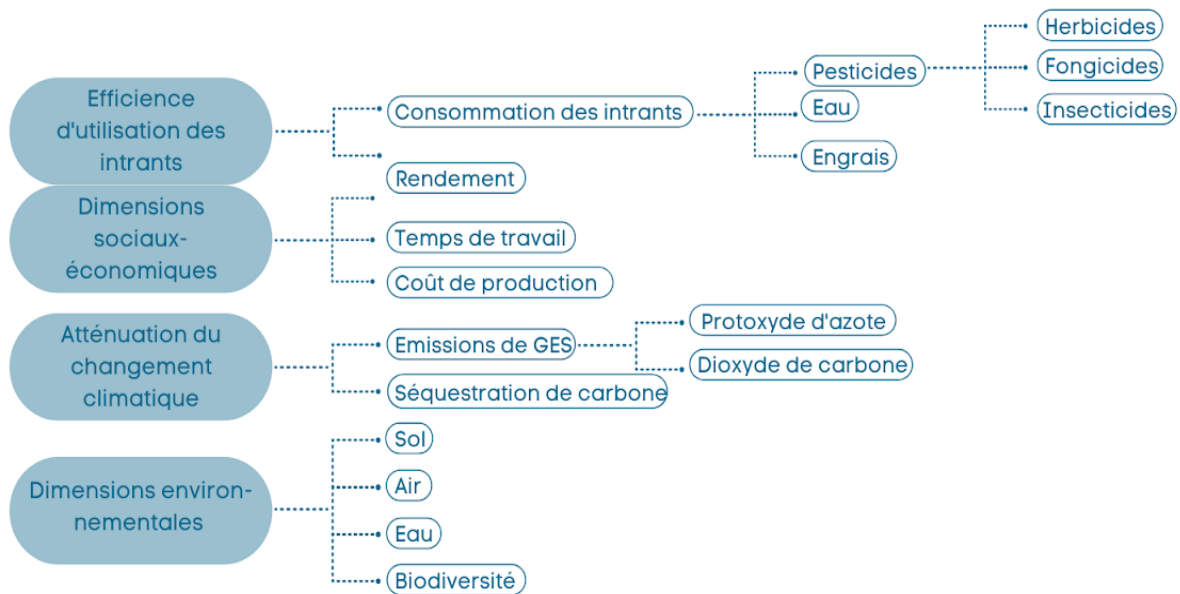 Efficience
d'utilisation des
intrants
Consommation des intrants
Pesticides
Herbicides
Fongicides
Insecticides
Eau
Engrais
Rendement
Dimensions
sociaux-
économiques
Temps de travail
Coût de production
Atténuation du
changement
climatique
Emissions de GES
Protoxyde d'azote
Dioxyde de carbone
Séquestration de carbone
Dimensions environ-
nementales
Sol
Air
Eau
Biodiversité